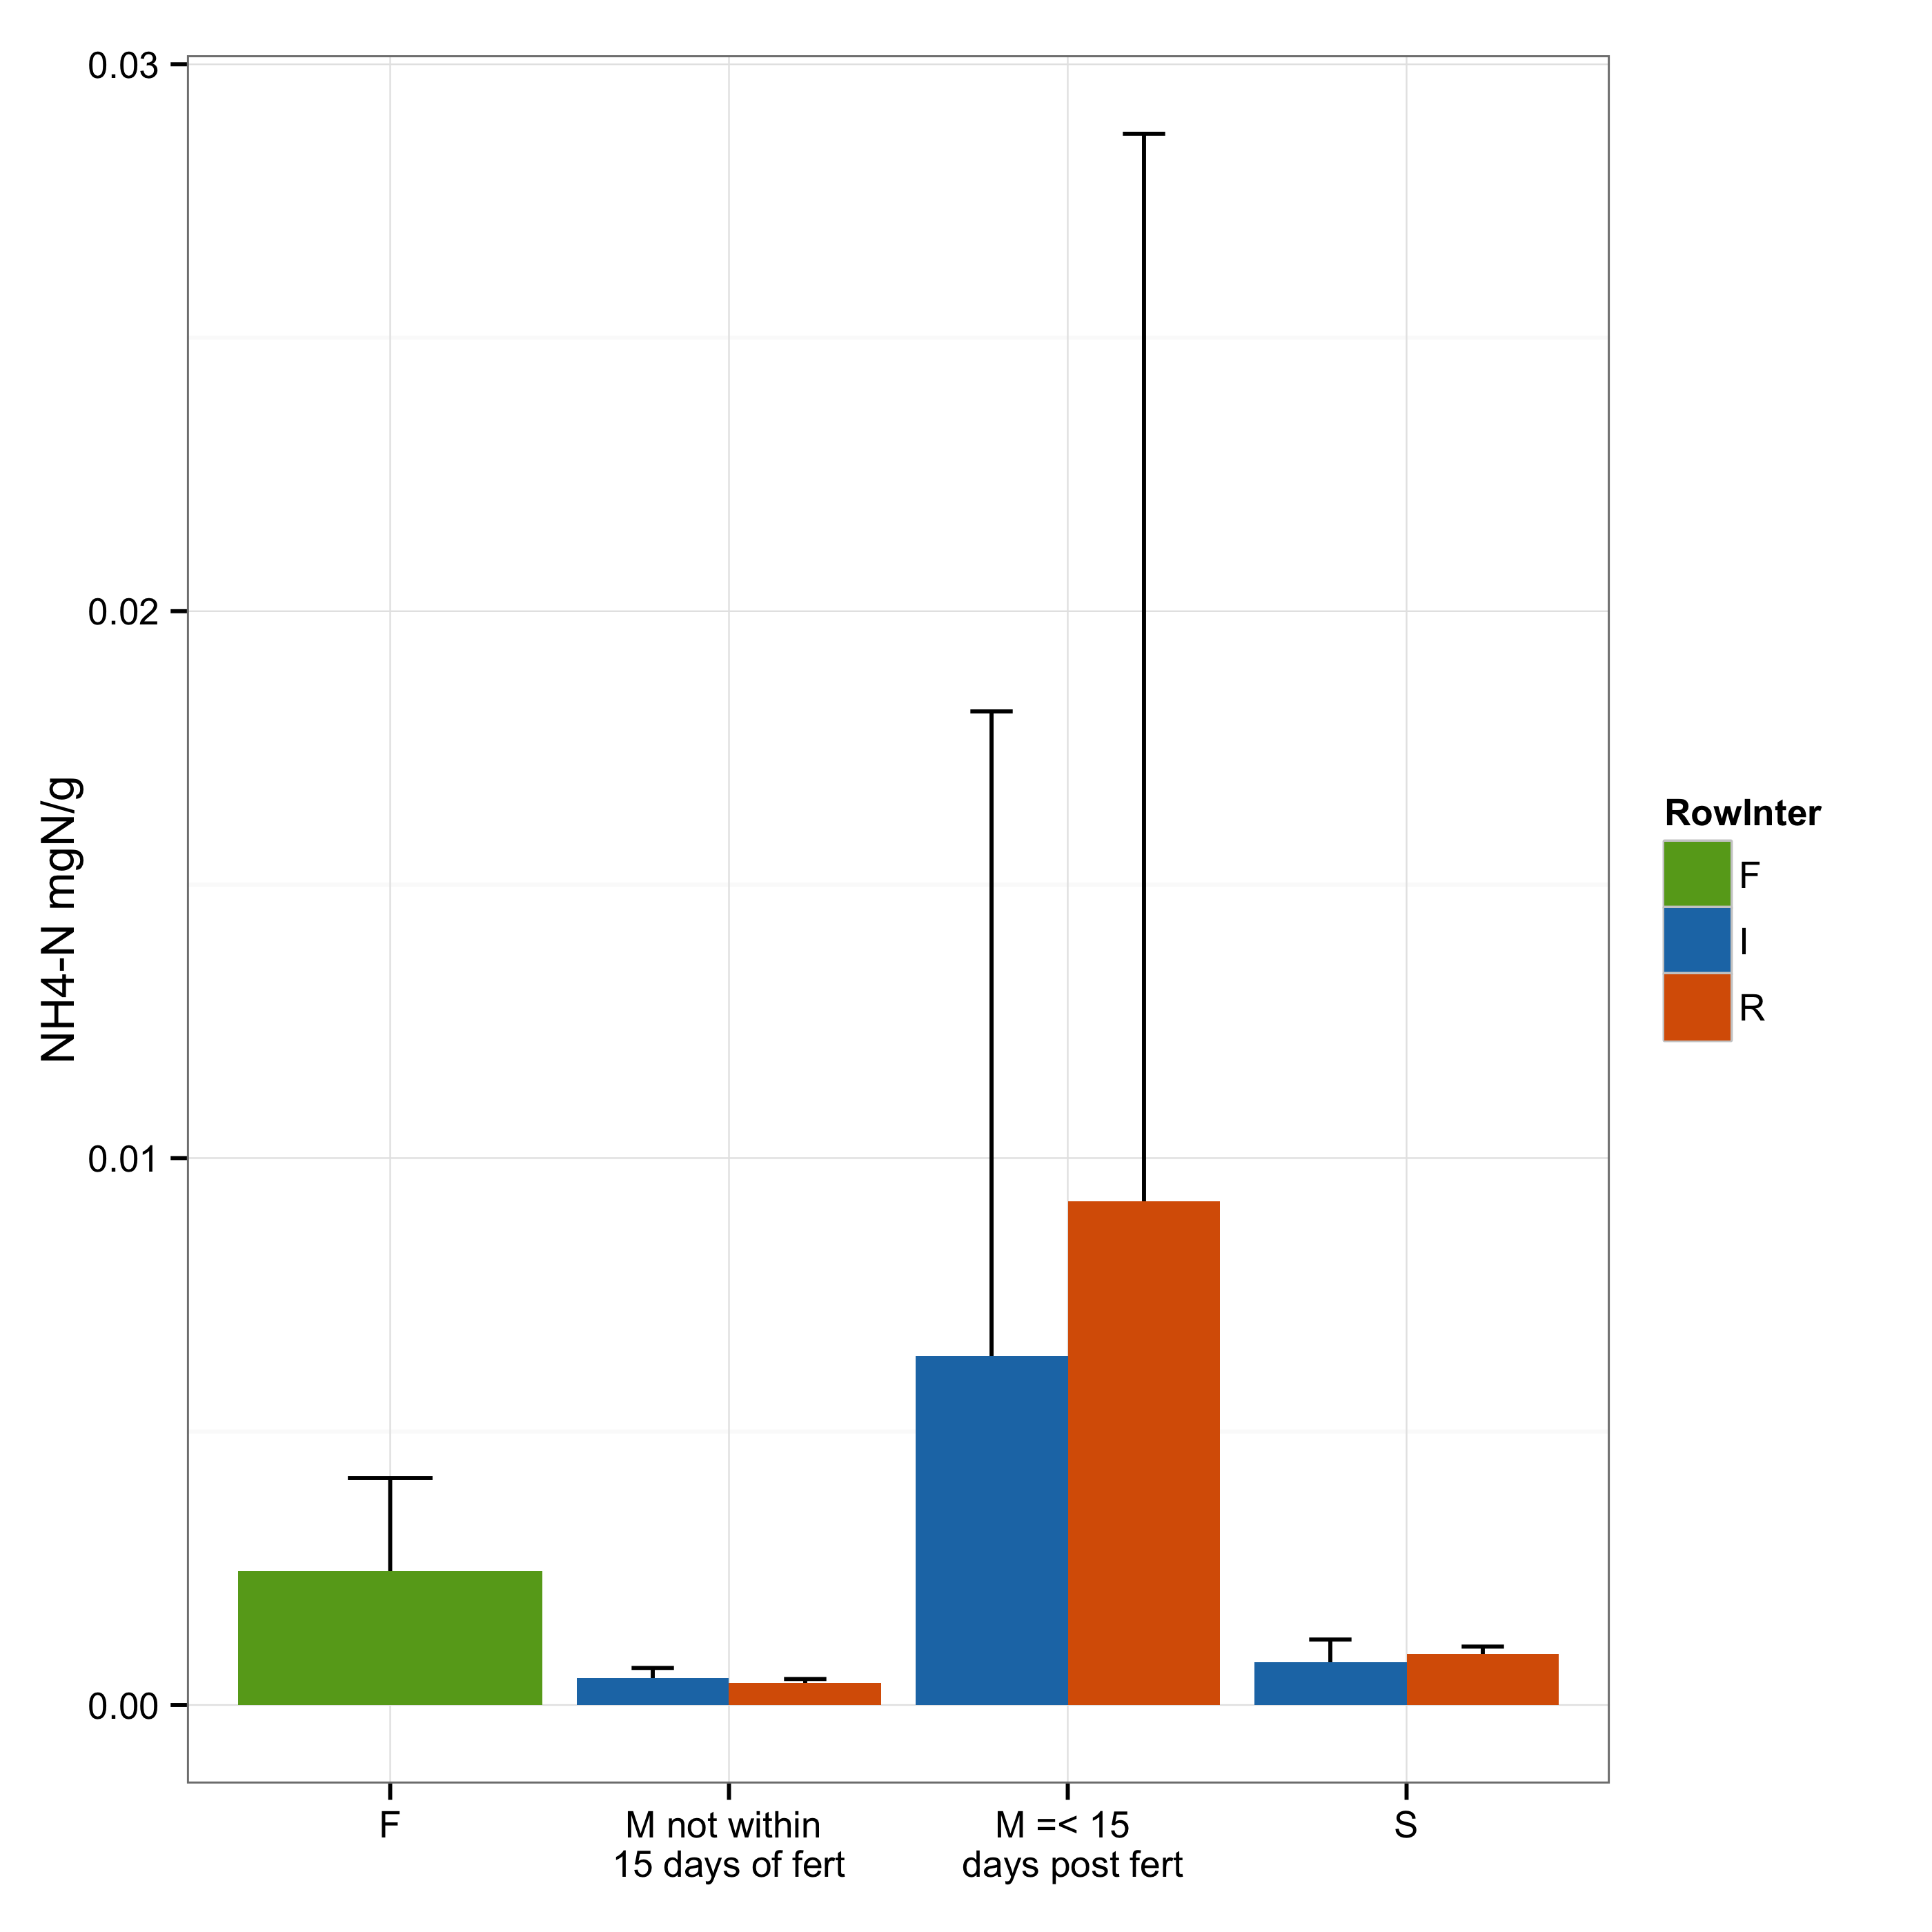 0.03
0.02
0.01
0.00
NH4-N mgN/g
F
M not within
15 days of fert
M =< 15
days post fert
S
RowInter
F
I
R